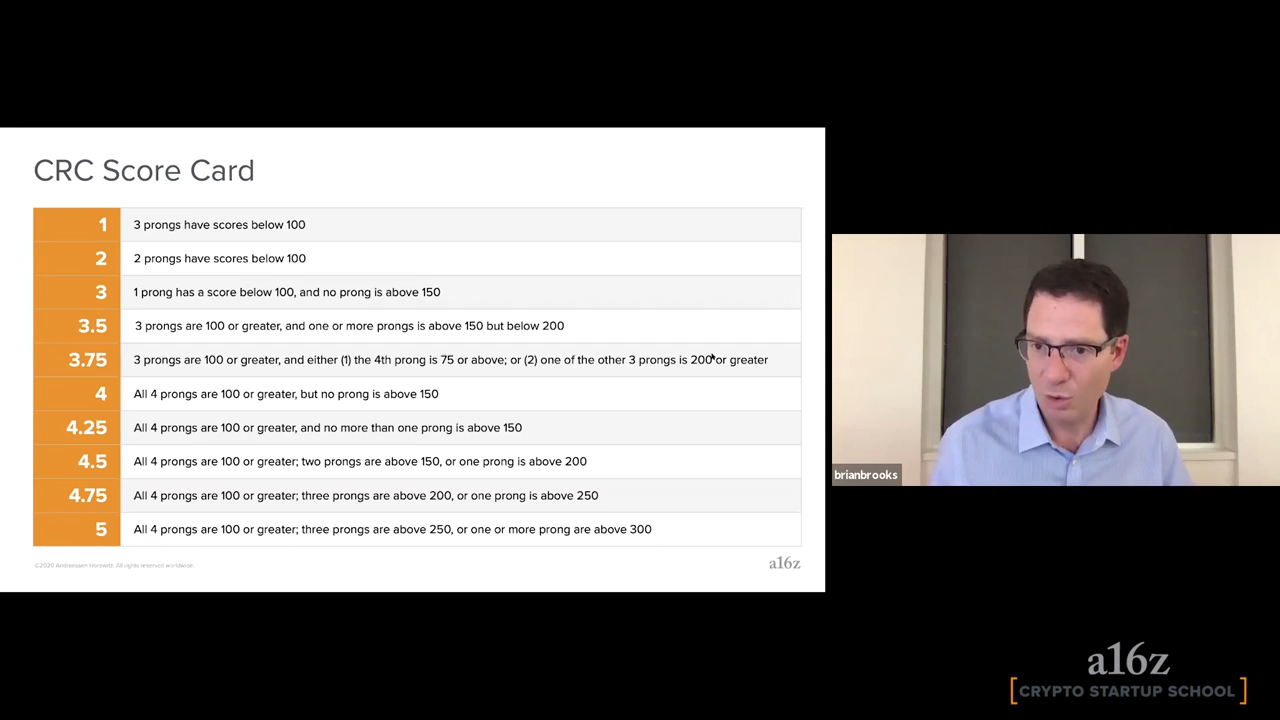 CRC Score Card
1 3 prongs have scores below 100
2 2 prongs have scores below 100
3 1 prong has a score below 100, and no prong is above 150
3.5 3 prongs are 100 or greater, and one or more prongs is above 150 but below 200
3.75 3 prongs are 100 or greater, and either (1) the 4th prong is 75 or above; or (2) one of the other 3 prongs is 200 or greater
4 All 4 prongs are 100 or greater, but no prong is above 150
4.25 All 4 prongs are 100 or greater, and no more than one prong is above 150
4.5 All 4 prongs are 100 or greater; two prongs are above 150, or one prong is above 200
4.75 All 4 prongs are 100 or greater; three prongs are above 200, or one prong is above 250
5 All 4 prongs are 100 or greater; three prongs are above 250, or one or more prong are above 300
©2020 Andreessen Horowitz. All rights reserved worldwide.
a16z
brianbrooks
a16z
[CRYPTO STARTUP SCHOOL]